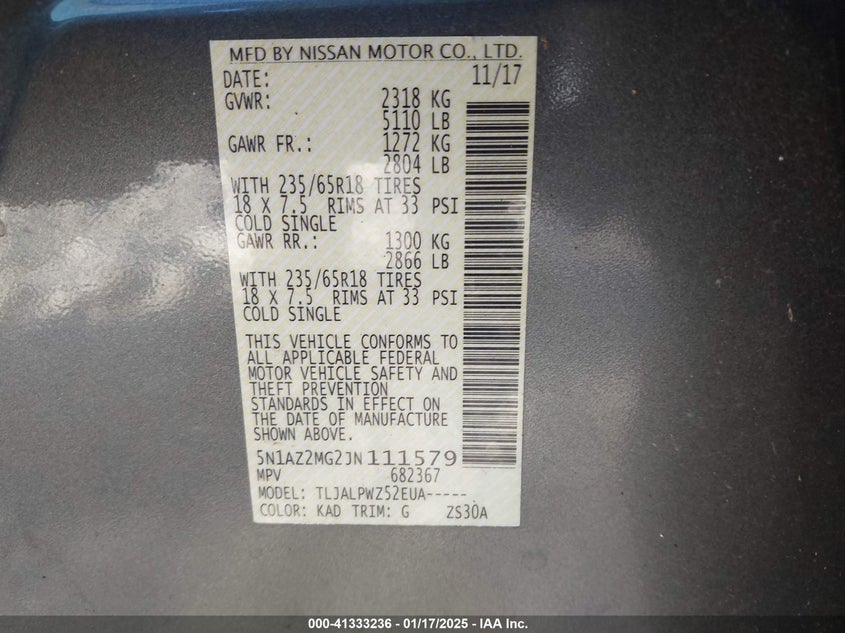 MFD BY NISSAN MOTOR CO., LTD.
DATE: 11/17
GVWR: 2318 KG
5110 LB
GAWR FR.: 1272 KG
2804 LB
WITH 235/65R18 TIRES
18 X 7.5 RIMS AT 33 PSI
COLD SINGLE
GAWR RR.: 1300 KG
2866 LB
WITH 235/65R18 TIRES
18 X 7.5 RIMS AT 33 PSI
COLD SINGLE
THIS VEHICLE CONFORMS TO
ALL APPLICABLE FEDERAL
MOTOR VEHICLE SAFETY AND
THEFT PREVENTION
STANDARDS IN EFFECT ON
THE DATE OF MANUFACTURE
SHOWN ABOVE.
5N1AZ2MG2JN111579
MPV 682367
MODEL: TLJALPWZ52EUA-----
COLOR: KAD TRIM: G ZS30A
000-41333236 - 01/17/2025 - IAA Inc.